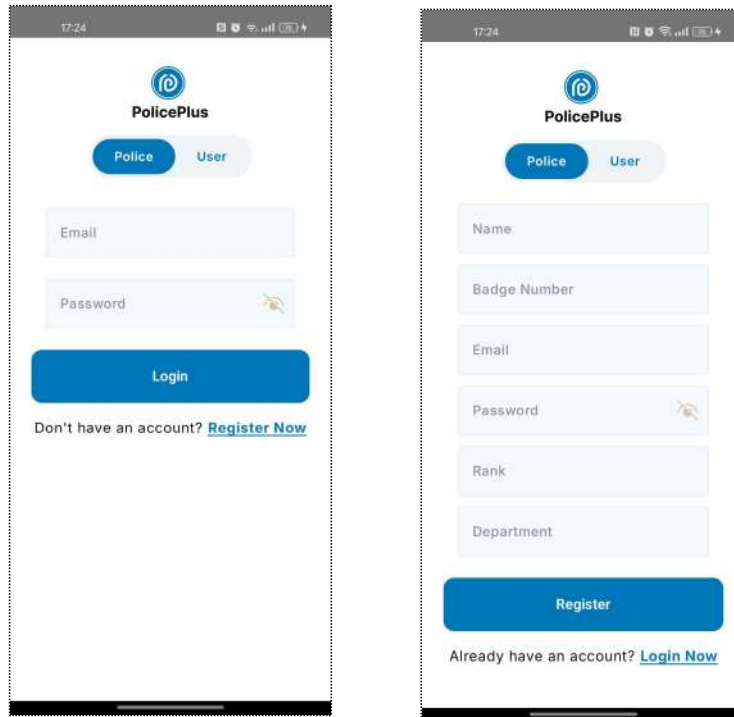 17:24
PolicePlus
Police User
Email
Password
Login
Don't have an account? Register Now
17:24
PolicePlus
Police User
Name
Badge Number
Email
Password
Rank
Department
Register
Already have an account? Login Now